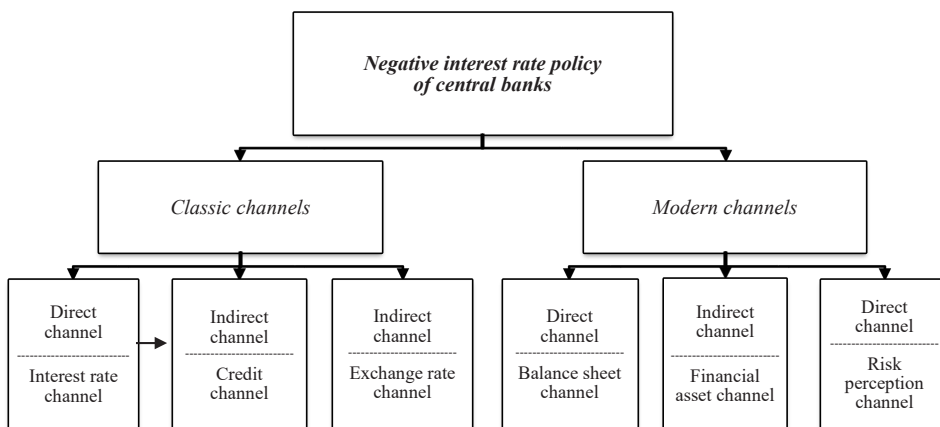 Negative interest rate policy
of central banks
Classic channels
Modern channels
Direct
channel
Interest rate
channel
Indirect
channel
Credit
channel
Indirect
channel
Exchange rate
channel
Direct
channel
Balance sheet
channel
Indirect
channel
Financial
asset channel
Direct
channel
Risk
perception
channel